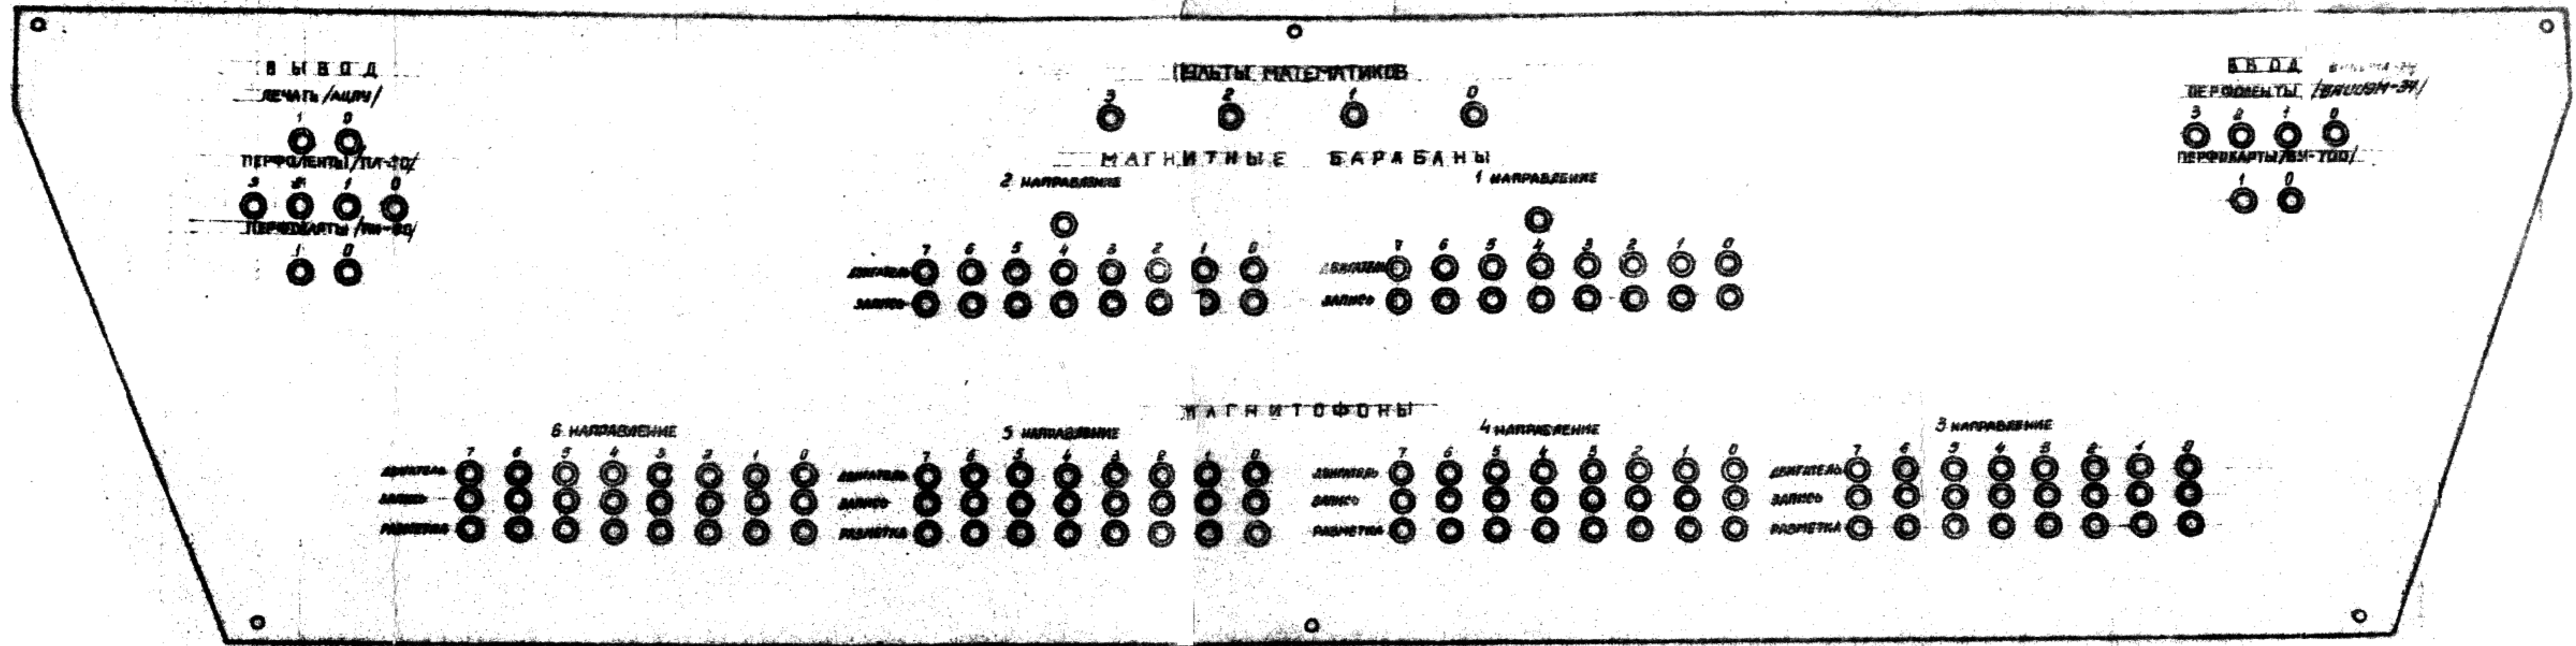 ВЫВОД
ПЕЧАТЬ /АЦПУ/
1 0
ПЕРФОЛЕНТЫ /ПЛ-80/
3 2 1 0
ПЕРФОКАРТЫ /ПИ-80/
1 0
ПУЛЬТЫ МАТЕМАТИКОВ
3 2 1 0
МАГНИТНЫЕ БАРАБАНЫ
2 НАПРАВЛЕНИЕ
7 6 5 4 3 2 1 0
ДВИГАТЕЛЬ
ЗАПИСЬ
1 НАПРАВЛЕНИЕ
7 6 5 4 3 2 1 0
ДВИГАТЕЛЬ
ЗАПИСЬ
ВВОД
ПЕРФОЛЕНТЫ
3 2 1 0
ПЕРФОКАРТЫ /ВУ-700/
1 0
МАГНИТОФОНЫ
6 НАПРАВЛЕНИЕ
7 6 5 4 3 2 1 0
ДВИГАТЕЛЬ
ЗАПИСЬ
РАЗМЕТКА
5 НАПРАВЛЕНИЕ
7 6 5 4 3 2 1 0
ДВИГАТЕЛЬ
ЗАПИСЬ
РАЗМЕТКА
4 НАПРАВЛЕНИЕ
7 6 5 4 3 2 1 0
ДВИГАТЕЛЬ
ЗАПИСЬ
РАЗМЕТКА
3 НАПРАВЛЕНИЕ
7 6 5 4 3 2 1 0
ДВИГАТЕЛЬ
ЗАПИСЬ
РАЗМЕТКА